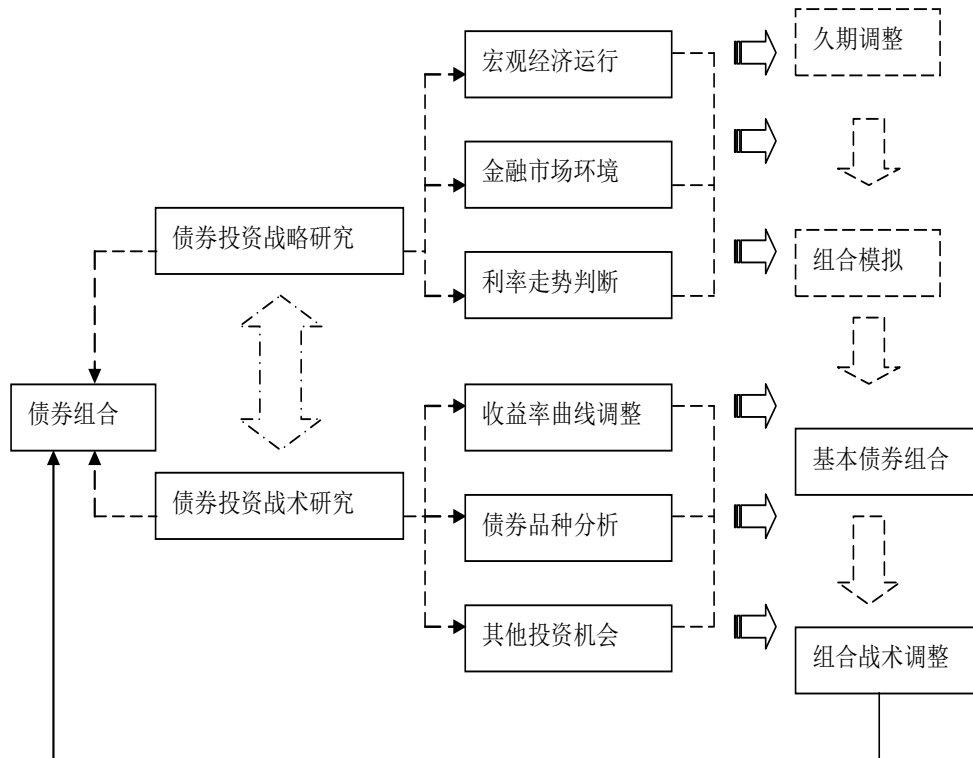 宏观经济运行
久期调整
金融市场环境
债券投资战略研究
组合模拟
利率走势判断
债券组合
收益率曲线调整
基本债券组合
债券投资战术研究
债券品种分析
其他投资机会
组合战术调整